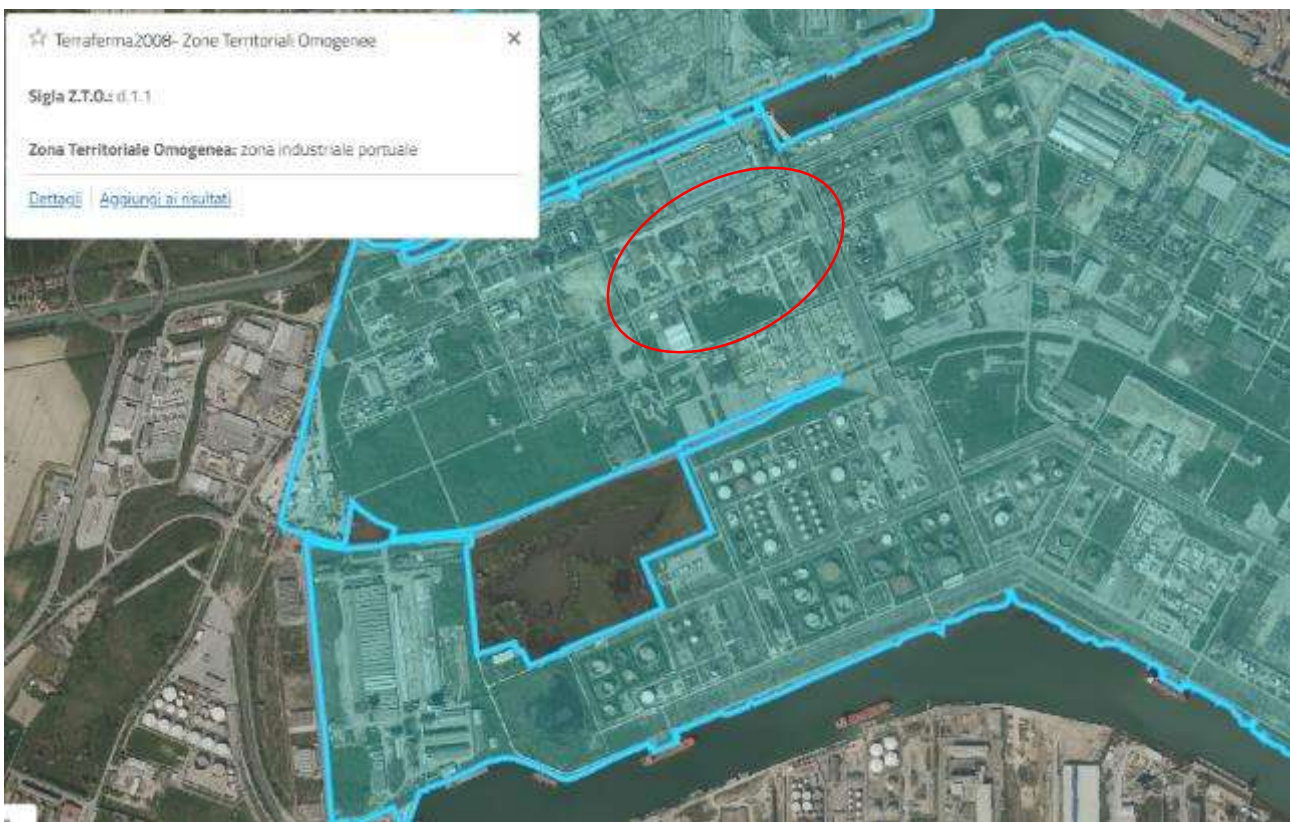 Terraferma2008- Zone Territoriali Omogenee
Sigla Z.T.O.: d.1.1
Zona Territoriale Omogenea: zona industriale portuale
Dettagli Aggiungi ai risultati